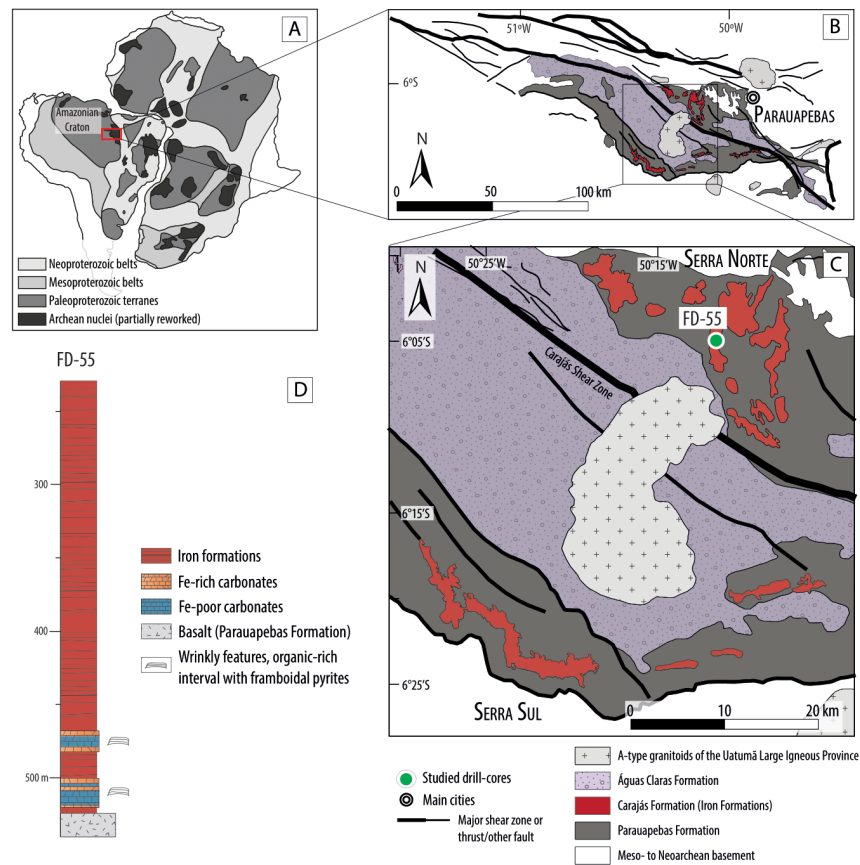 A
Amazonian
Craton
Neoproterozoic belts
Mesoproterozoic belts
Paleoproterozoic terranes
Archean nuclei (partially reworked)
51ºW
50ºW
B
6ºS
PARAUAPEBAS
N
0
50
100 km
C
N
50°25'W
50°15'W
SERRA NORTE
FD-55
6°05'S
Carajás Shear Zone
6°15'S
6°25'S
SERRA SUL
0
10
20 km
Studied drill-cores
Main cities
Major shear zone or
thrust/other fault
A-type granitoids of the Uatumã Large Igneous Province
Águas Claras Formation
Carajás Formation (Iron Formations)
Parauapebas Formation
Meso- to Neoarchean basement
FD-55
D
300
400
500 m
Iron formations
Fe-rich carbonates
Fe-poor carbonates
Basalt (Parauapebas Formation)
Wrinkly features, organic-rich
interval with framboidal pyrites